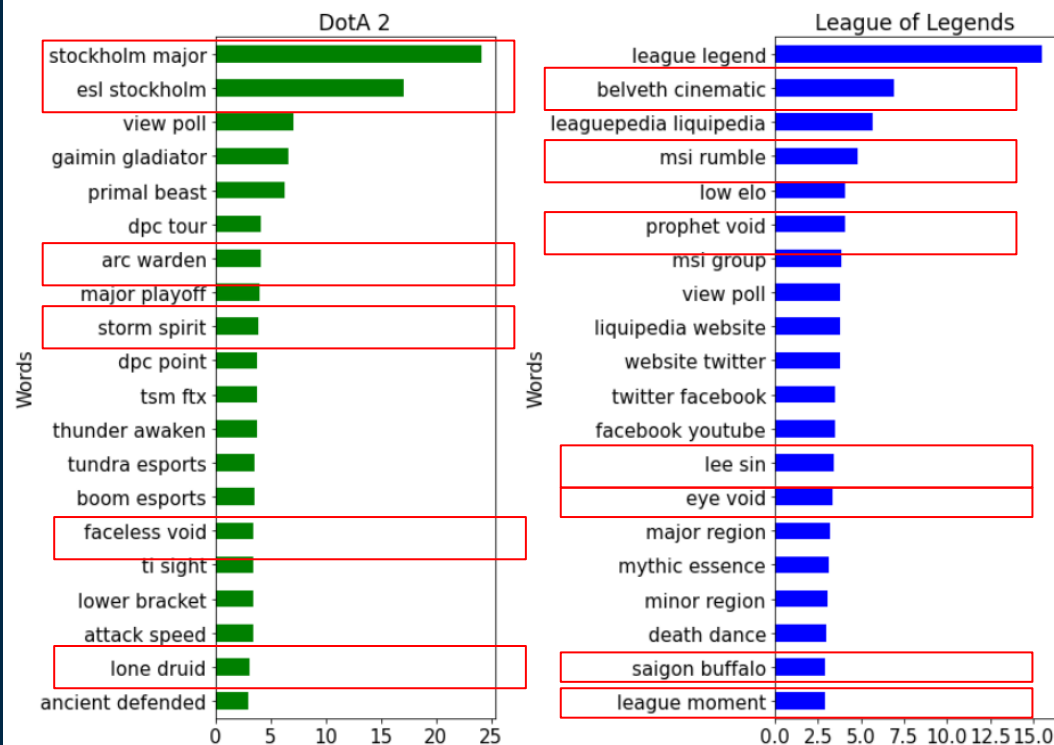 DotA 2
Words
stockholm major
esl stockholm
view poll
gaimin gladiator
primal beast
dpc tour
arc warden
major playoff
storm spirit
dpc point
tsm ftx
thunder awaken
tundra esports
boom esports
faceless void
ti sight
lower bracket
attack speed
lone druid
ancient defended
0 5 10 15 20 25
League of Legends
Words
league legend
belveth cinematic
leaguepedia liquipedia
msi rumble
low elo
prophet void
msi group
view poll
liquipedia website
website twitter
twitter facebook
facebook youtube
lee sin
eye void
major region
mythic essence
minor region
death dance
saigon buffalo
league moment
0.0 2.5 5.0 7.5 10.0 12.5 15.0